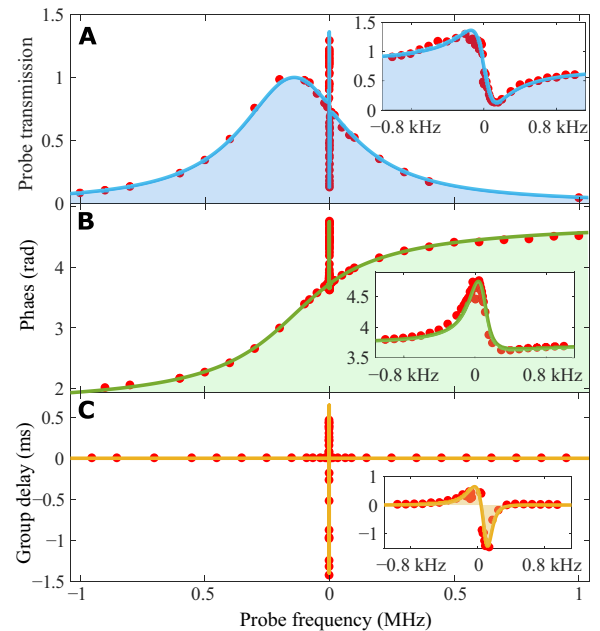 A
Probe transmission
1.5
1
0.5
0
1.5
1
0.5
0
−0.8 kHz 0 0.8 kHz
B
Phaes (rad)
4
3
2
4.5
3.5
−0.8 kHz 0 0.8 kHz
C
Group delay (ms)
0.5
0
−0.5
−1
−1.5
1
0
−1
−0.8 kHz 0 0.8 kHz
−1 0.5 0 0.5 1
Probe frequency (MHz)